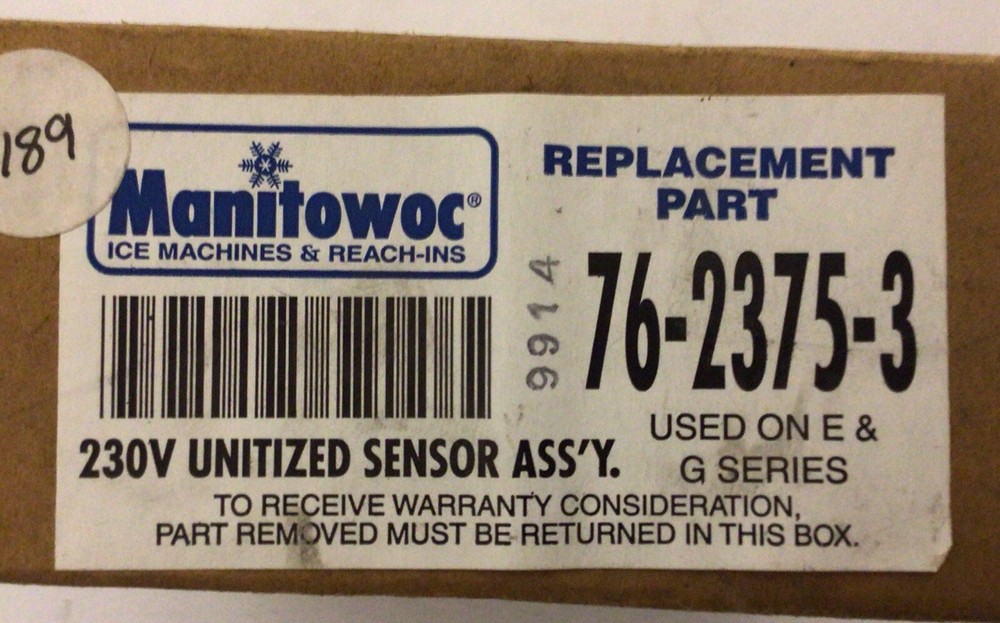 189
Manitowoc®
ICE MACHINES & REACH-INS
REPLACEMENT
PART
9914
76-2375-3
USED ON E &
G SERIES
230V UNITIZED SENSOR ASS'Y.
TO RECEIVE WARRANTY CONSIDERATION,
PART REMOVED MUST BE RETURNED IN THIS BOX.